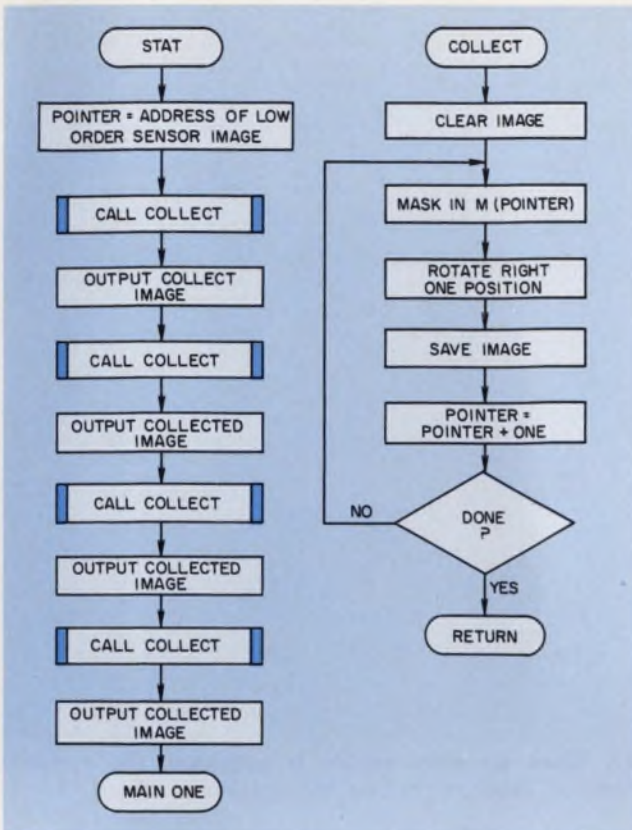 STAT
POINTER = ADDRESS OF LOW
ORDER SENSOR IMAGE
CALL COLLECT
OUTPUT COLLECT
IMAGE
CALL COLLECT
OUTPUT COLLECTED
IMAGE
CALL COLLECT
OUTPUT COLLECTED
IMAGE
CALL COLLECT
OUTPUT COLLECTED
IMAGE
MAIN ONE
COLLECT
CLEAR IMAGE
MASK IN M (POINTER)
ROTATE RIGHT
ONE POSITION
SAVE IMAGE
POINTER =
POINTER + ONE
DONE
?
NO
YES
RETURN